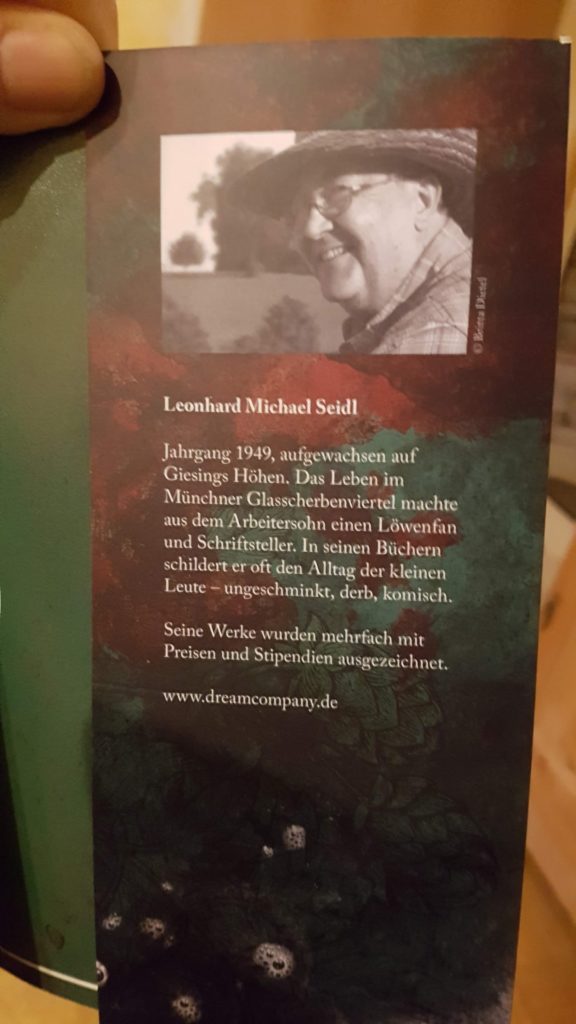 © Britta Dietel
Leonhard Michael Seidl
Jahrgang 1949, aufgewachsen auf
Giesings Höhen. Das Leben im
Münchner Glasscherbenviertel machte
aus dem Arbeitersohn einen Löwenfan
und Schriftsteller. In seinen Büchern
schildert er oft den Alltag der kleinen
Leute – ungeschminkt, derb, komisch.
Seine Werke wurden mehrfach mit
Preisen und Stipendien ausgezeichnet.
www.dreamcompany.de